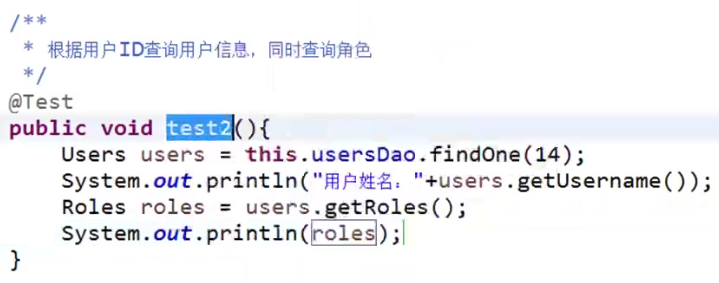 /**
 * 根据用户ID查询用户信息，同时查询角色
 */
@Test
public void test2(){
    Users users = this.usersDao.findOne(14);
    System.out.println("用户姓名："+users.getUsername());
    Roles roles = users.getRoles();
    System.out.println(roles);
}